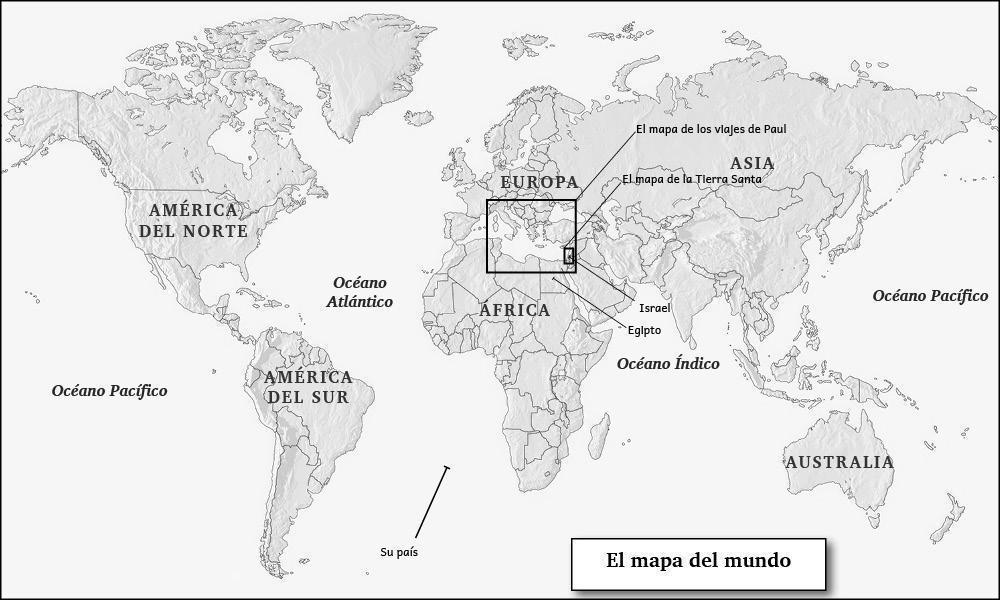 El mapa de los viajes de Paul
ASIA
El mapa de la Tierra Santa
EUROPA
AMÉRICA
DEL NORTE
Océano
Atlántico
Océano Pacífico
ÁFRICA
Israel
Egipto
Océano Índico
AMÉRICA
DEL SUR
Océano Pacífico
AUSTRALIA
Su país
El mapa del mundo